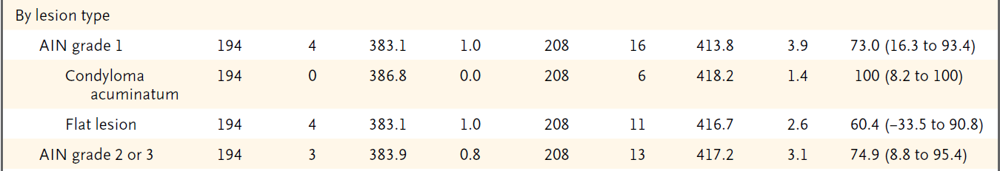 By lesion type
AIN grade 1 194 4 383.1 1.0 208 16 413.8 3.9 73.0 (16.3 to 93.4)
Condyloma 194 0 386.8 0.0 208 6 418.2 1.4 100 (8.2 to 100)
acuminatum
Flat lesion 194 4 383.1 1.0 208 11 416.7 2.6 60.4 (–33.5 to 90.8)
AIN grade 2 or 3 194 3 383.9 0.8 208 13 417.2 3.1 74.9 (8.8 to 95.4)